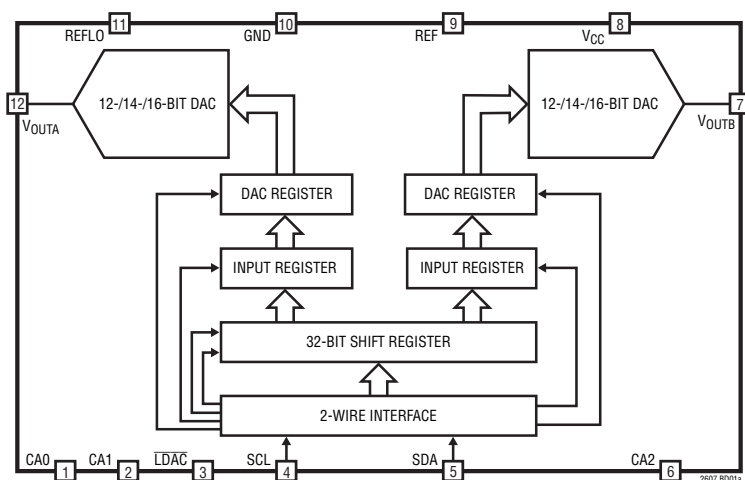 11
REFLO
10
GND
9
REF
8
VCC
12
VOUTA
12-/14-/16-BIT DAC
12-/14-/16-BIT DAC
7
VOUTB
DAC REGISTER
DAC REGISTER
INPUT REGISTER
INPUT REGISTER
32-BIT SHIFT REGISTER
2-WIRE INTERFACE
CA0
1
CA1
2
LDAC
3
SCL
4
SDA
5
CA2
6
2607 BD01a